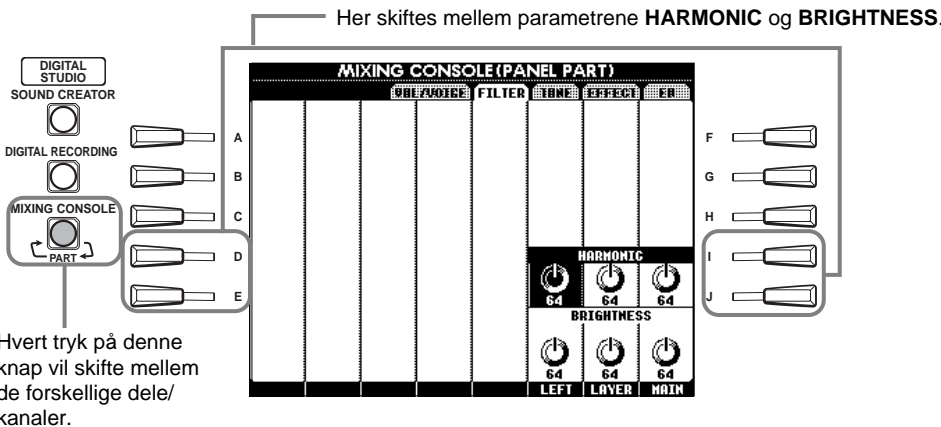 Her skiftes mellem parametrene HARMONIC og BRIGHTNESS.
DIGITAL
STUDIO
SOUND CREATOR
DIGITAL RECORDING
MIXING CONSOLE
PART
A
B
C
D
E
MIXING CONSOLE(PANEL PART)
VOL/VOICE FILTER TUNE EFFECT EQ
HARMONIC
64 64 64
BRIGHTNESS
64 64 64
LEFT LAYER MAIN
F
G
H
I
J
Hvert tryk på denne
knap vil skifte mellem
de forskellige dele/
kanaler.